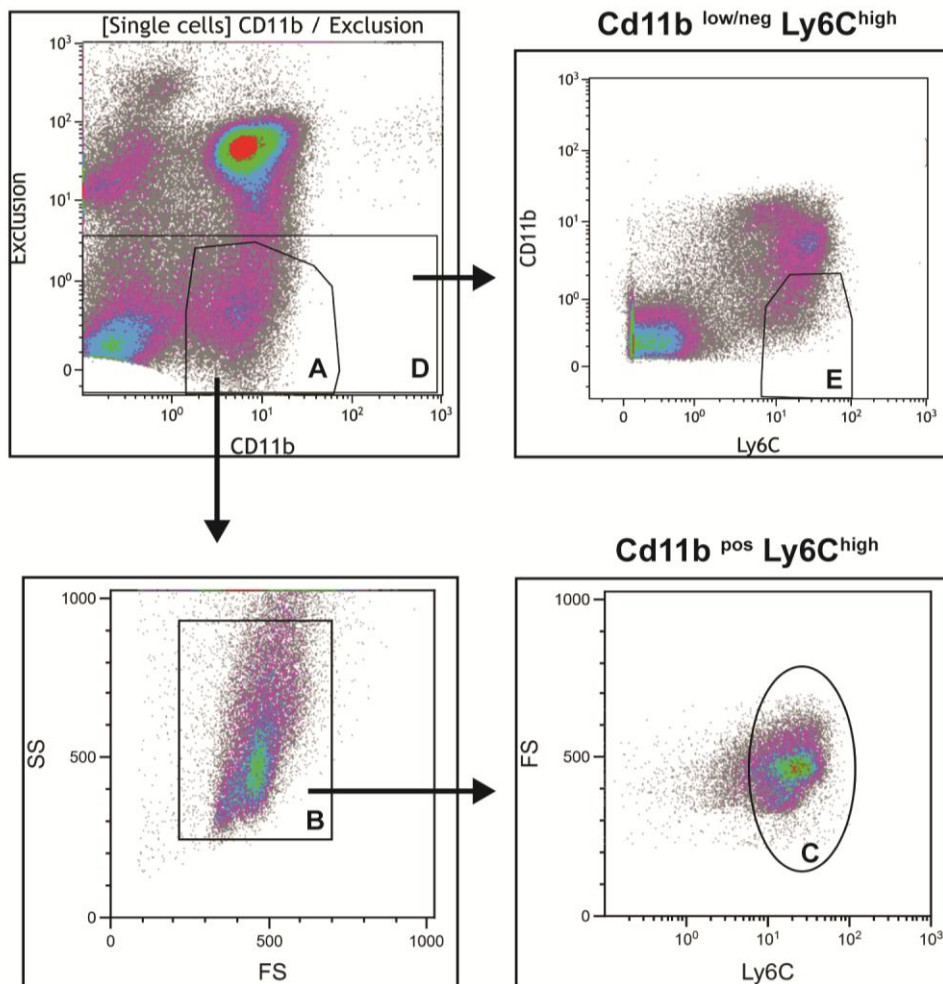 [Single cells] CD11b / Exclusion
10³
10²
10¹
10⁰
0
Exclusion
A
D
10⁰
10¹
10²
10³
CD11b
Cd11b low/neg Ly6Chigh
10³
10²
10¹
10⁰
0
CD11b
E
0
10⁰
10¹
10²
10³
Ly6C
1000
500
0
SS
B
0
500
1000
FS
Cd11b pos Ly6Chigh
1000
500
0
FS
C
10⁰
10¹
10²
10³
Ly6C